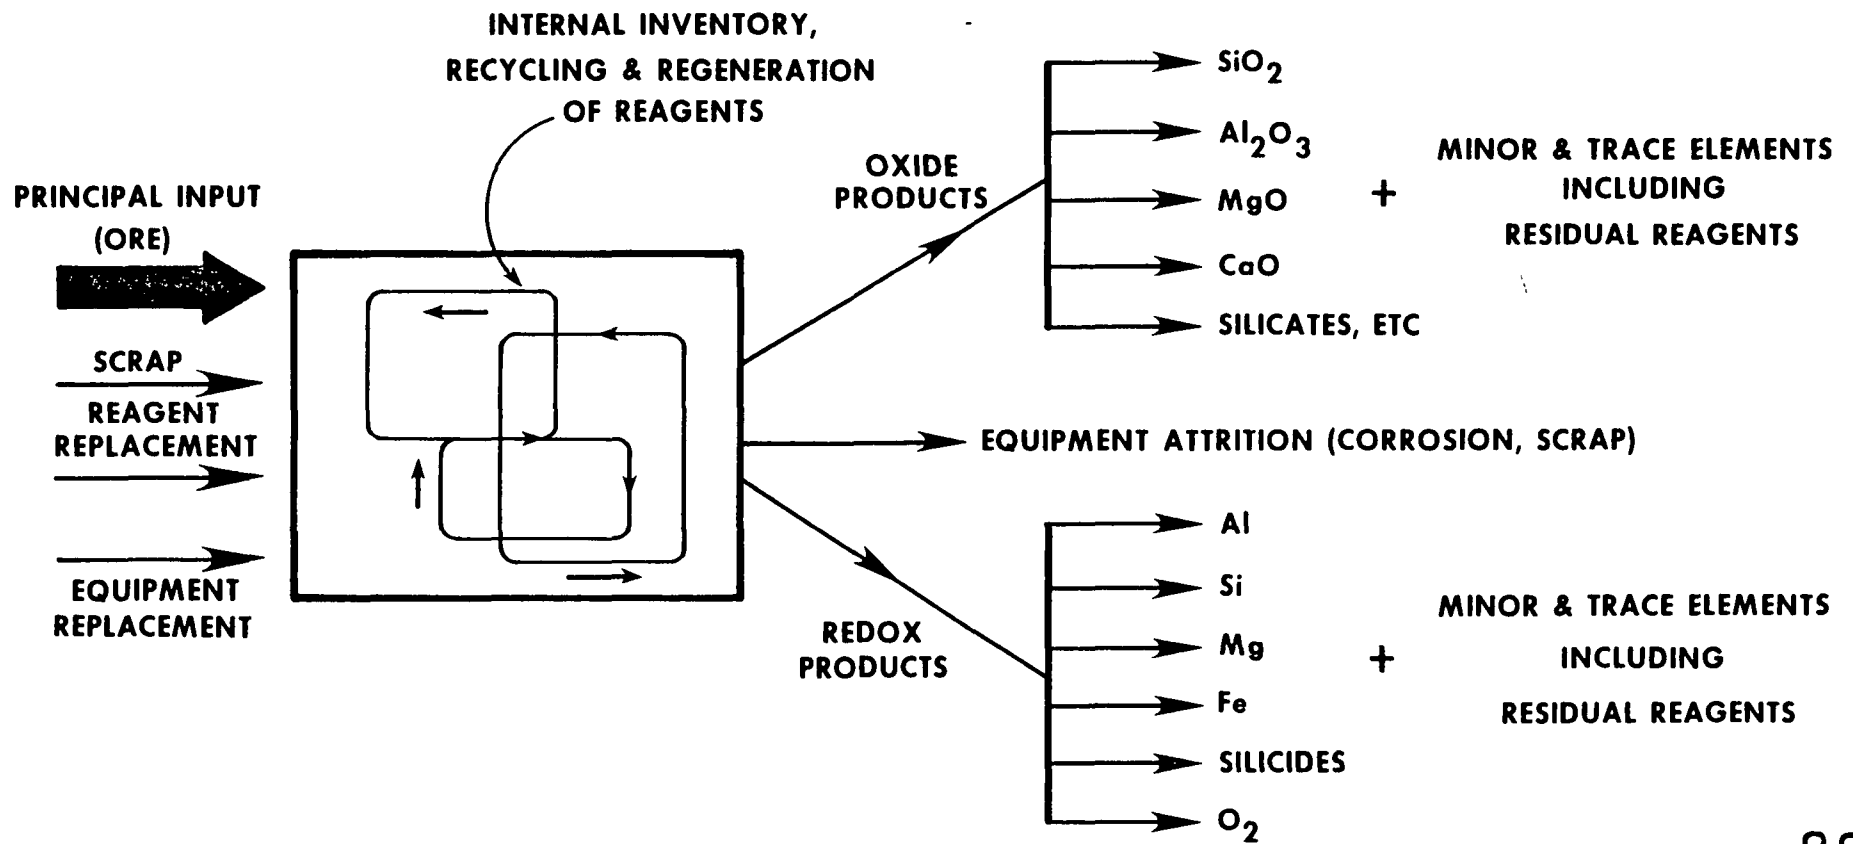 INTERNAL INVENTORY,
RECYCLING & REGENERATION
OF REAGENTS
PRINCIPAL INPUT
(ORE)
SCRAP
REAGENT
REPLACEMENT
EQUIPMENT
REPLACEMENT
OXIDE
PRODUCTS
SiO2
Al2O3
MgO
CaO
SILICATES, ETC
+
MINOR & TRACE ELEMENTS
INCLUDING
RESIDUAL REAGENTS
EQUIPMENT ATTRITION (CORROSION, SCRAP)
REDOX
PRODUCTS
Al
Si
Mg
Fe
SILICIDES
O2
+
MINOR & TRACE ELEMENTS
INCLUDING
RESIDUAL REAGENTS